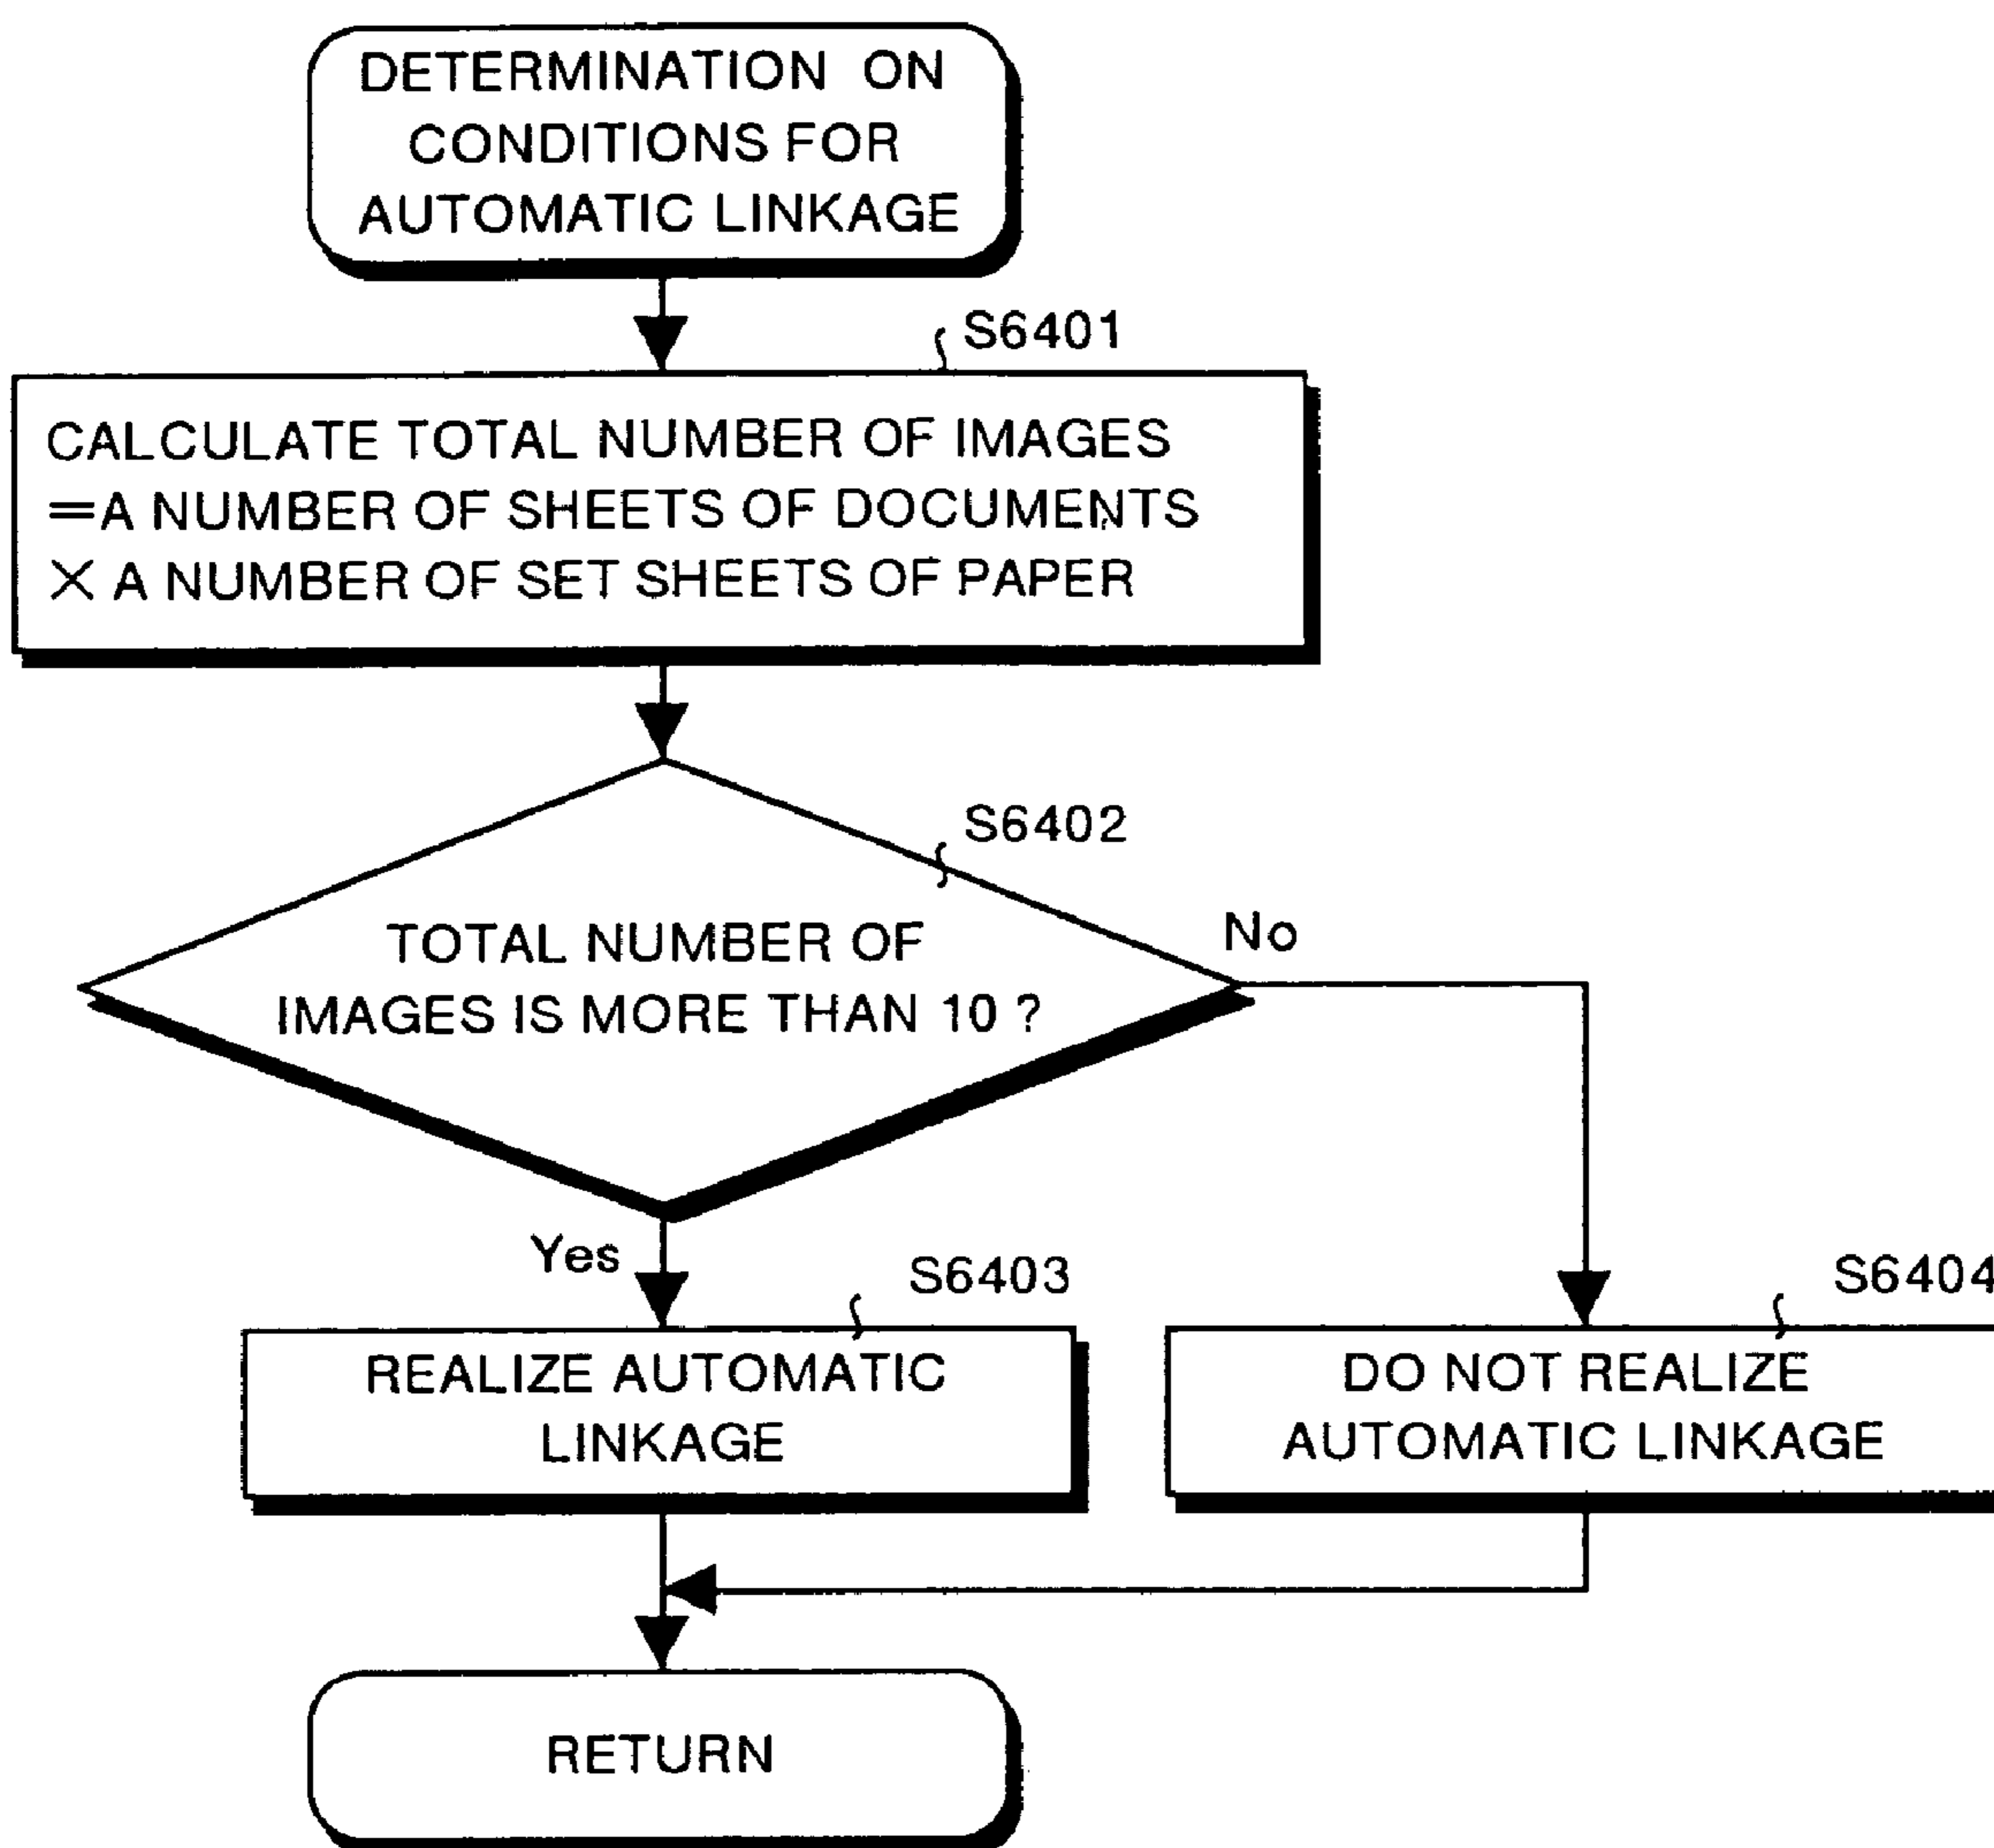 DETERMINATION ON
CONDITIONS FOR
AUTOMATIC LINKAGE
S6401
CALCULATE TOTAL NUMBER OF IMAGES
=A NUMBER OF SHEETS OF DOCUMENTS
× A NUMBER OF SET SHEETS OF PAPER
S6402
TOTAL NUMBER OF
IMAGES IS MORE THAN 10 ?
No
Yes
S6403
REALIZE AUTOMATIC
LINKAGE
S6404
DO NOT REALIZE
AUTOMATIC LINKAGE
RETURN